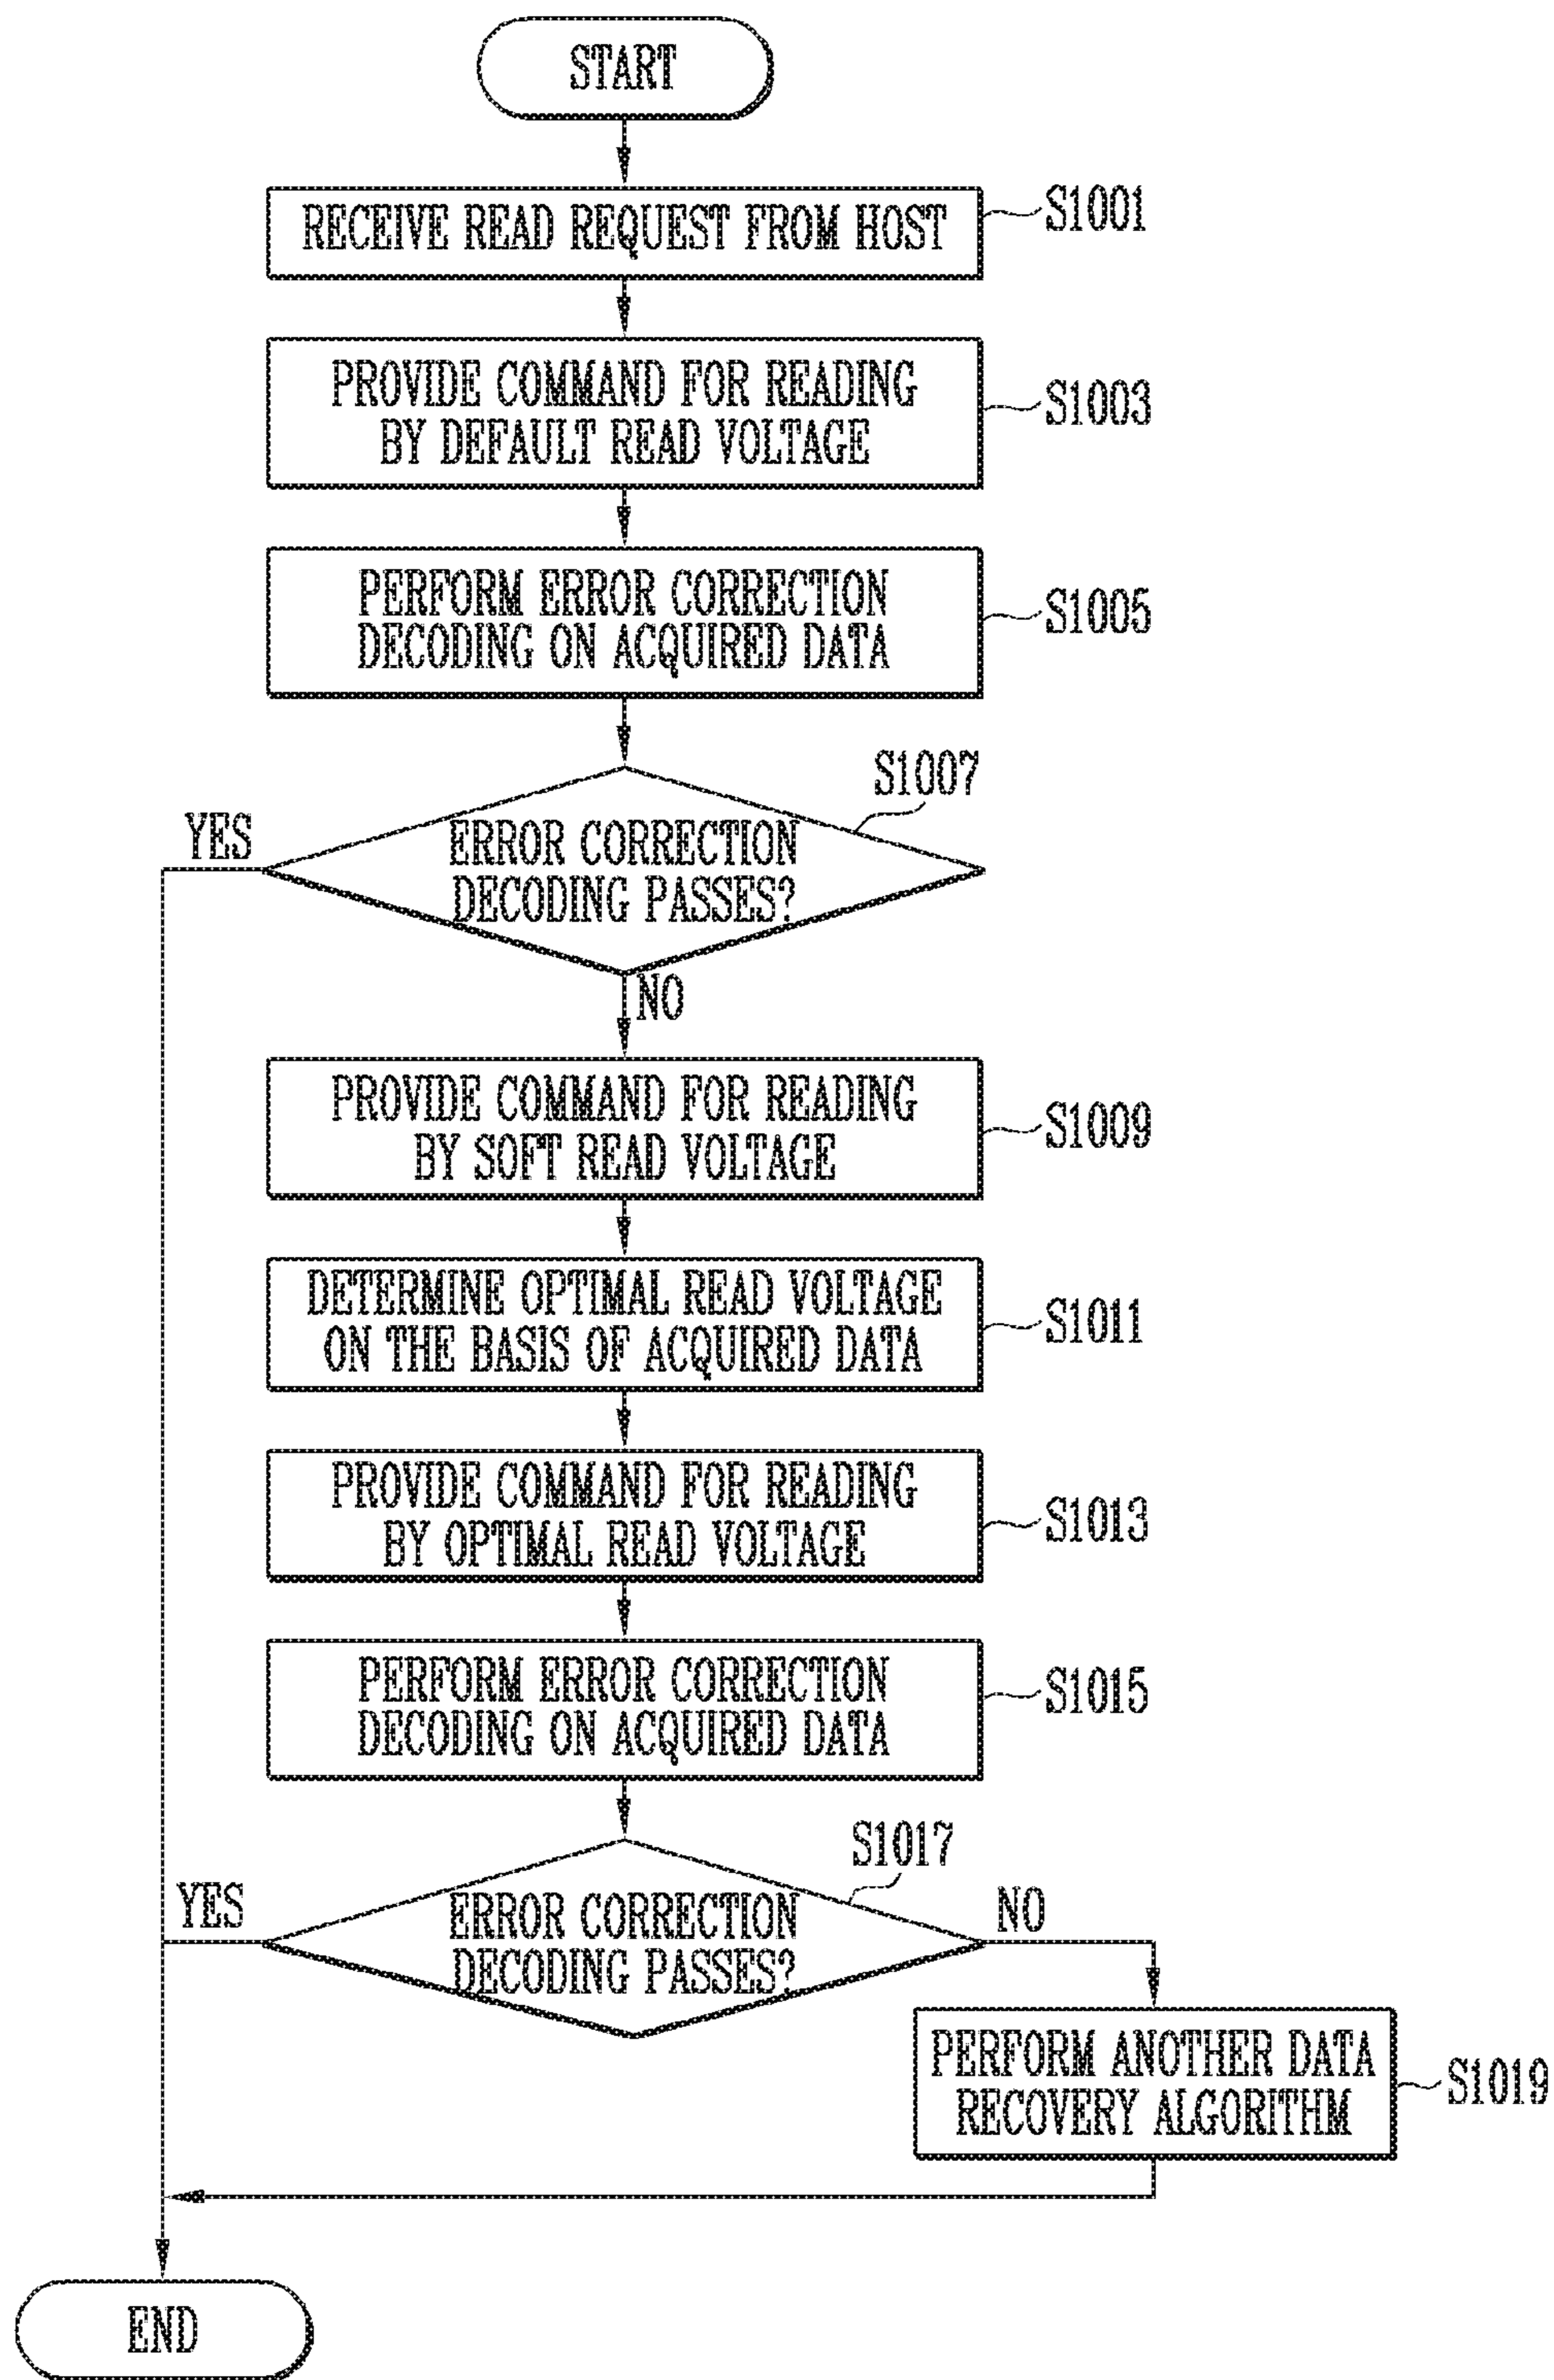 START
RECEIVE READ REQUEST FROM HOST
S1001
PROVIDE COMMAND FOR READING
BY DEFAULT READ VOLTAGE
S1003
PERFORM ERROR CORRECTION
DECODING ON ACQUIRED DATA
S1005
S1007
YES
ERROR CORRECTION
DECODING PASSES?
NO
PROVIDE COMMAND FOR READING
BY SOFT READ VOLTAGE
S1009
DETERMINE OPTIMAL READ VOLTAGE
ON THE BASIS OF ACQUIRED DATA
S1011
PROVIDE COMMAND FOR READING
BY OPTIMAL READ VOLTAGE
S1013
PERFORM ERROR CORRECTION
DECODING ON ACQUIRED DATA
S1015
S1017
YES
ERROR CORRECTION
DECODING PASSES?
NO
PERFORM ANOTHER DATA
RECOVERY ALGORITHM
S1019
END